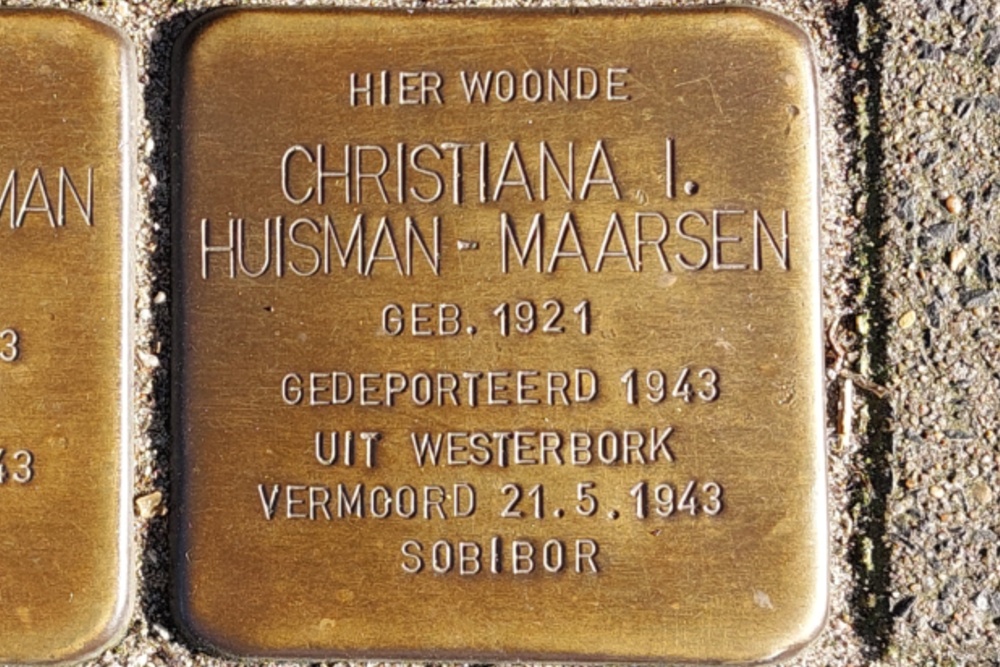 HIER WOONDE
CHRISTIANA I.
HUISMAN - MAARSEN
GEB. 1921
GEDEPORTEERD 1943
UIT WESTERBORK
VERMOORD 21.5.1943
SOBIBOR